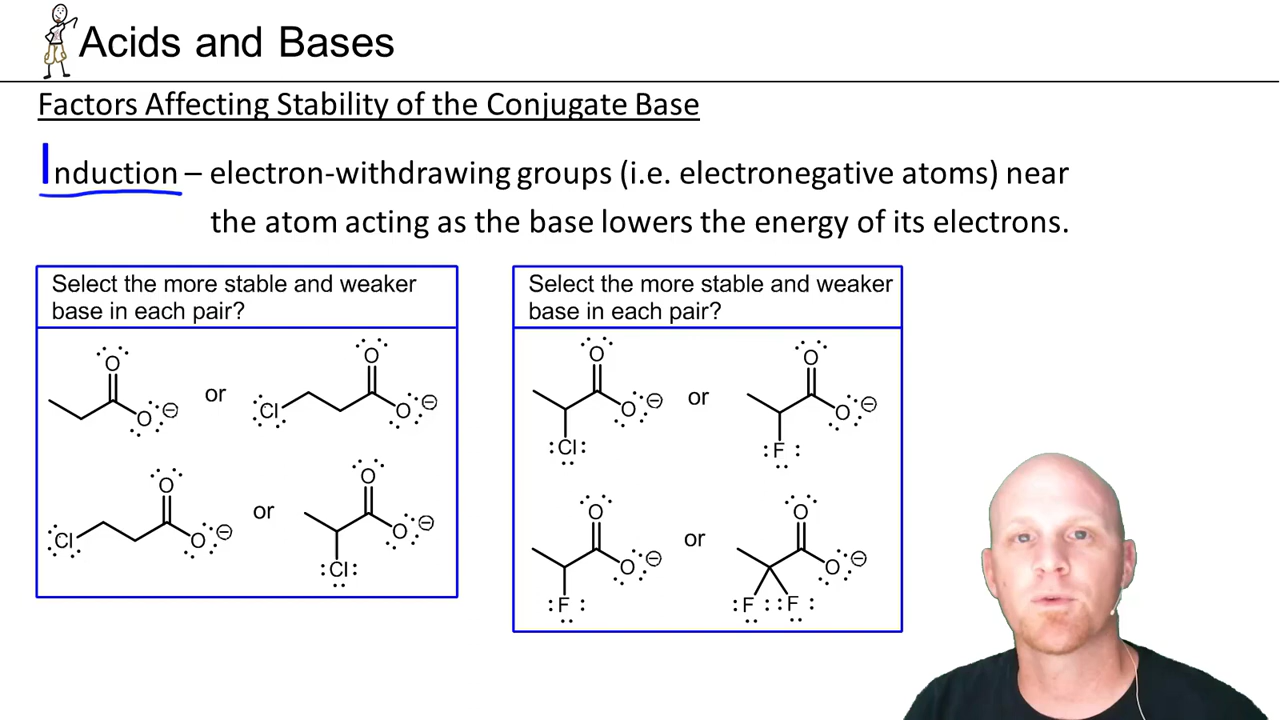 Acids and Bases
Factors Affecting Stability of the Conjugate Base
Induction – electron-withdrawing groups (i.e. electronegative atoms) near
the atom acting as the base lowers the energy of its electrons.
Select the more stable and weaker
base in each pair?
O
O ⊖
or
Cl
O
O ⊖
Cl
O
O ⊖
or
O
O ⊖
Cl
Select the more stable and weaker
base in each pair?
O
O ⊖
Cl
or
O
O ⊖
F
O
O ⊖
F
or
O
O ⊖
F F